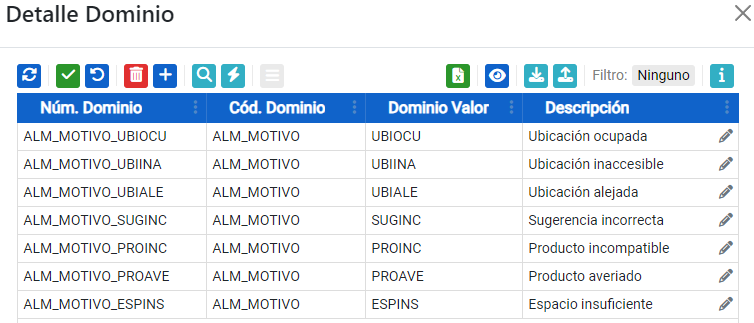 Detalle Dominio
Filtro: Ninguno
Núm. Dominio Cód. Dominio Dominio Valor Descripción
ALM_MOTIVO_UBIOCU ALM_MOTIVO UBIOCU Ubicación ocupada
ALM_MOTIVO_UBIINA ALM_MOTIVO UBIINA Ubicación inaccesible
ALM_MOTIVO_UBIALE ALM_MOTIVO UBIALE Ubicación alejada
ALM_MOTIVO_SUGINC ALM_MOTIVO SUGINC Sugerencia incorrecta
ALM_MOTIVO_PROINC ALM_MOTIVO PROINC Producto incompatible
ALM_MOTIVO_PROAVE ALM_MOTIVO PROAVE Producto averiado
ALM_MOTIVO_ESPINS ALM_MOTIVO ESPINS Espacio insuficiente